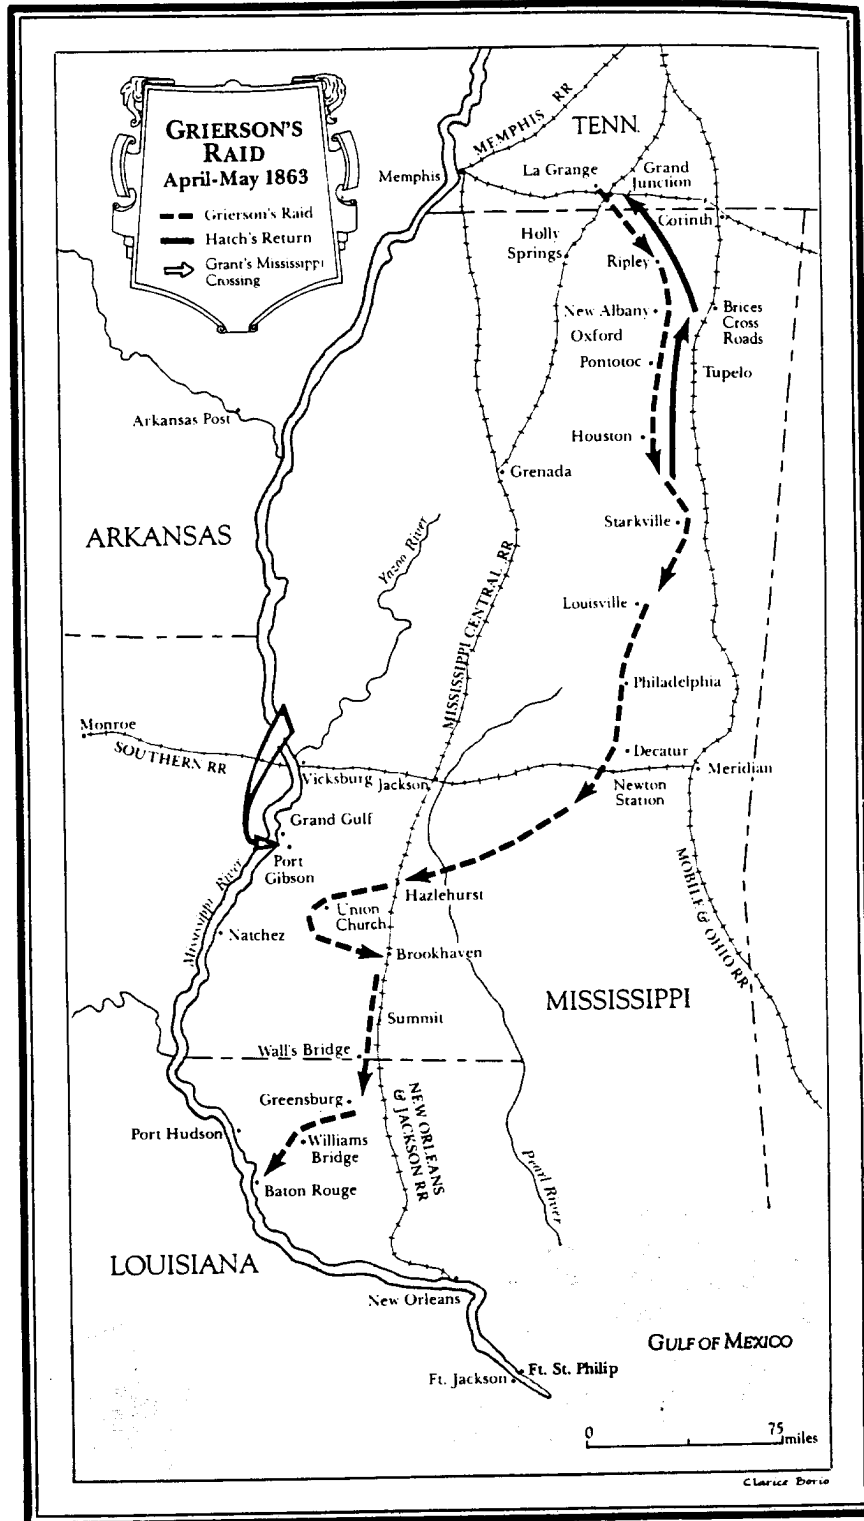 GRIERSON'S
RAID
April-May 1863
Grierson's Raid
Hatch's Return
Grant's Mississippi
Crossing
MEMPHIS RR
TENN.
Memphis
La Grange
Grand
Junction
Corinth
Holly
Springs
Ripley
New Albany
Oxford
Brices
Cross
Roads
Pontotoc
Tupelo
Arkansas Post
Houston
Grenada
Starkville
ARKANSAS
Yazoo River
MISSISSIPPI CENTRAL RR
Louisville
Philadelphia
Monroe
SOUTHERN RR
Decatur
Vicksburg
Jackson
Meridian
Newton
Station
Grand Gulf
Port
Gibson
Mississippi River
Hazlehurst
MOBILE & OHIO RR
Union
Church
Natchez
Brookhaven
MISSISSIPPI
Summit
Wall's Bridge
Greensburg
NEW ORLEANS
& JACKSON RR
Port Hudson
Williams
Bridge
Pearl River
Baton Rouge
LOUISIANA
New Orleans
GULF OF MEXICO
Ft. St. Philip
Ft. Jackson
0 75
miles
Clarice Borio